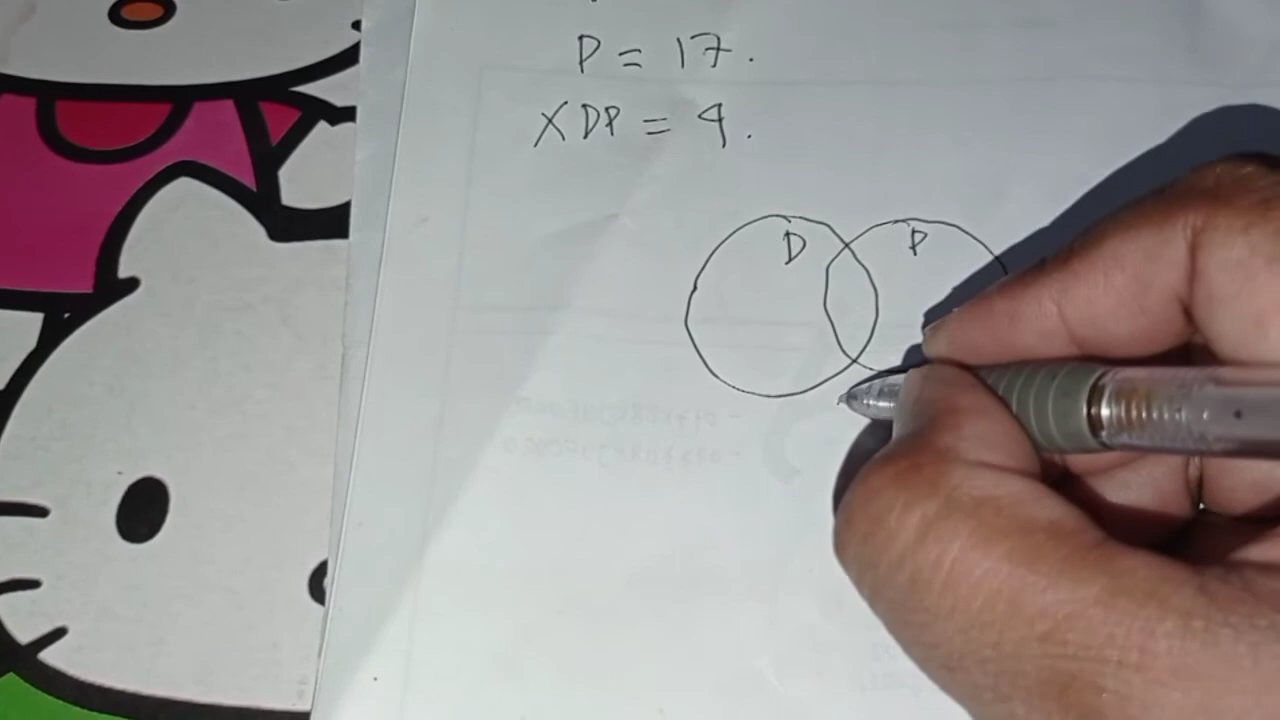 P = 17.
X DP = 9.
D P